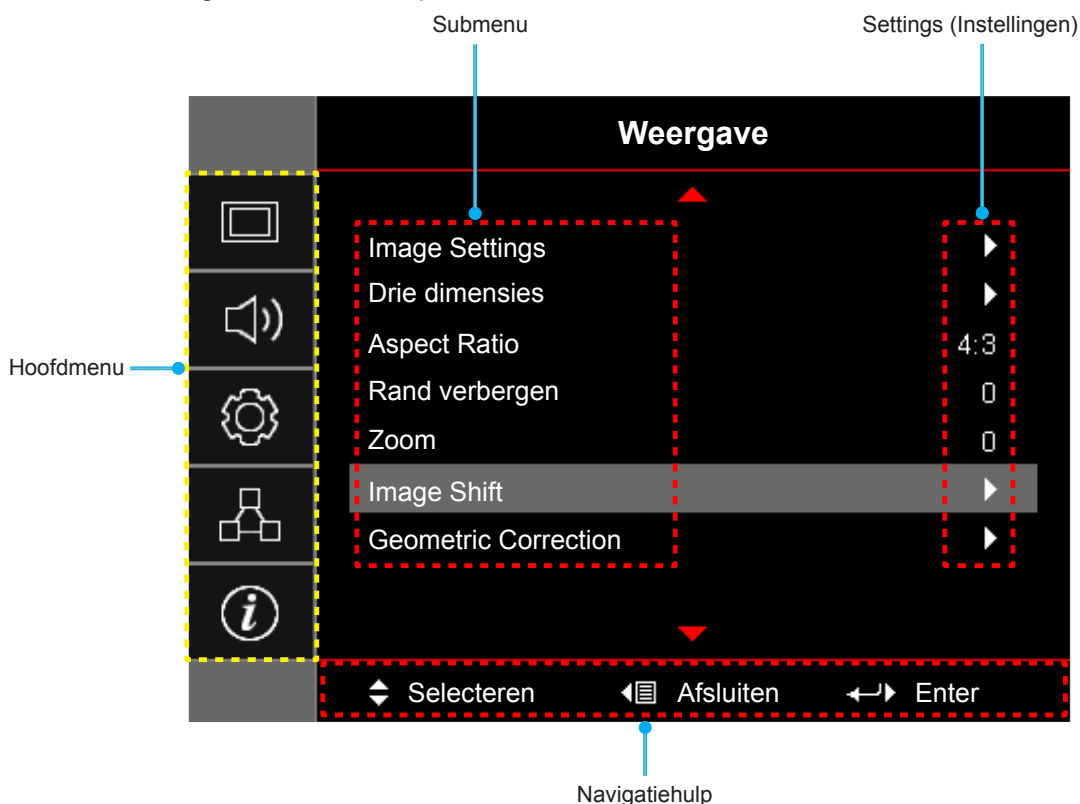 Submenu
Settings (Instellingen)
Weergave
Image Settings
Drie dimensies
Aspect Ratio 4:3
Rand verbergen 0
Zoom 0
Image Shift
Geometric Correction
Hoofdmenu
i
Selecteren Afsluiten Enter
Navigatiehulp